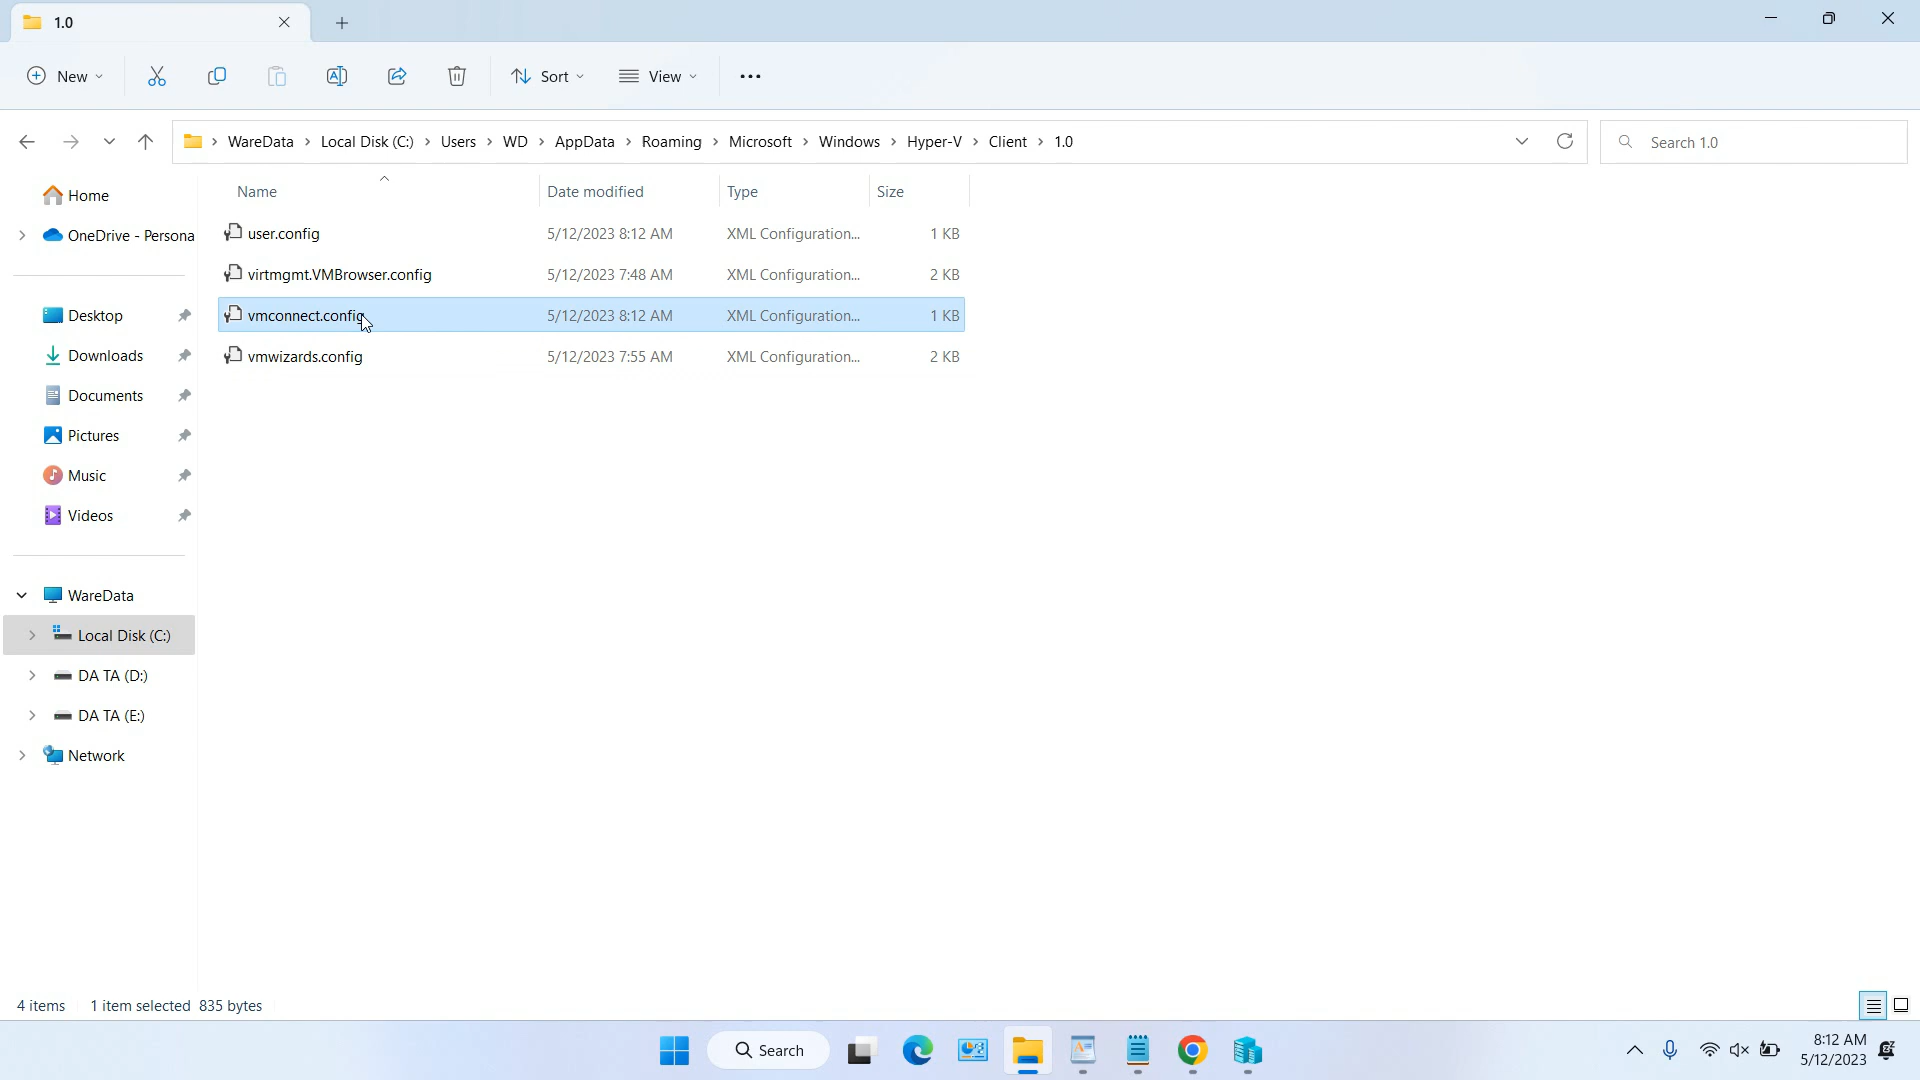 1.0
New
Sort
View
WareData > Local Disk (C:) > Users > WD > AppData > Roaming > Microsoft > Windows > Hyper-V > Client > 1.0
Search 1.0
Name Date modified Type Size
user.config 5/12/2023 8:12 AM XML Configuration... 1 KB
virtmgmt.VMBrowser.config 5/12/2023 7:48 AM XML Configuration... 2 KB
vmconnect.config 5/12/2023 8:12 AM XML Configuration... 1 KB
vmwizards.config 5/12/2023 7:55 AM XML Configuration... 2 KB
Home
OneDrive - Persona
Desktop
Downloads
Documents
Pictures
Music
Videos
WareData
Local Disk (C:)
DA TA (D:)
DA TA (E:)
Network
4 items 1 item selected 835 bytes
Search
8:12 AM
5/12/2023